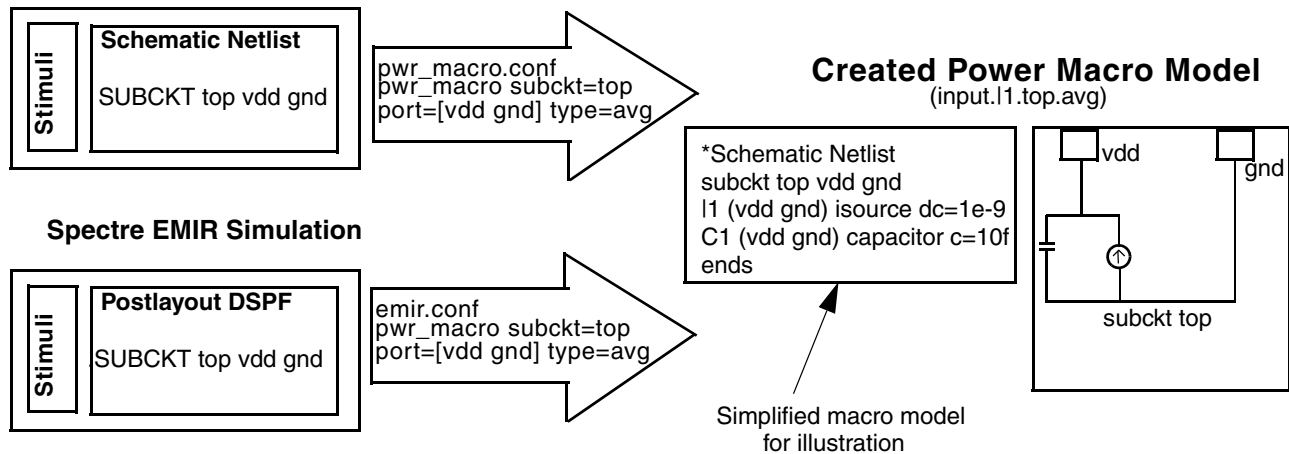 Stimuli
Schematic Netlist
SUBCKT top vdd gnd
pwr_macro.conf
pwr_macro subckt=top
port=[vdd gnd] type=avg
Spectre EMIR Simulation
Stimuli
Postlayout DSPF
.SUBCKT top vdd gnd
emir.conf
pwr_macro subckt=top
port=[vdd gnd] type=avg
Created Power Macro Model
(input.I1.top.avg)
*Schematic Netlist
subckt top vdd gnd
I1 (vdd gnd) isource dc=1e-9
C1 (vdd gnd) capacitor c=10f
ends
vdd
gnd
subckt top
Simplified macro model
for illustration